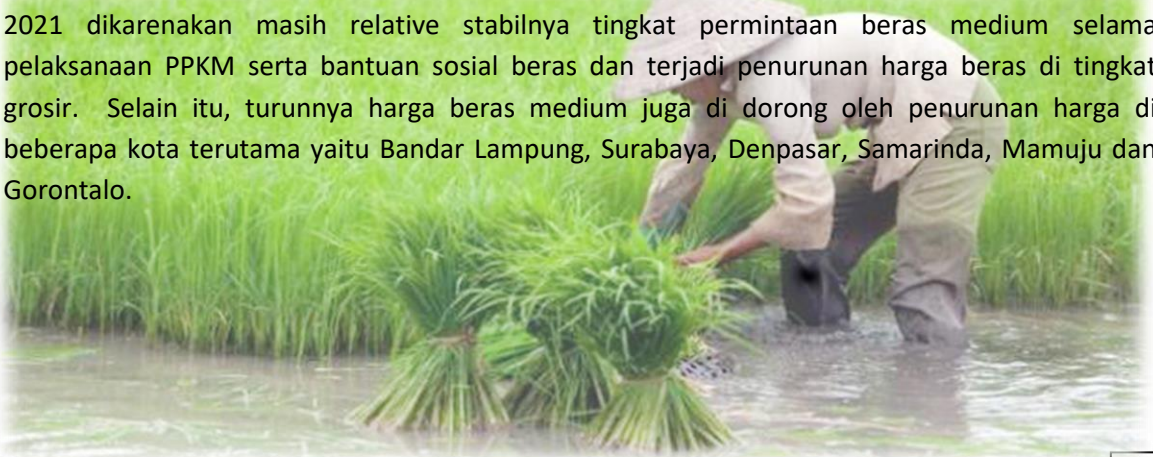 2021 dikarenakan masih relative stabilnya tingkat permintaan beras medium selama
pelaksanaan PPKM serta bantuan sosial beras dan terjadi penurunan harga beras di tingkat
grosir. Selain itu, turunnya harga beras medium juga di dorong oleh penurunan harga di
beberapa kota terutama yaitu Bandar Lampung, Surabaya, Denpasar, Samarinda, Mamuju dan
Gorontalo.